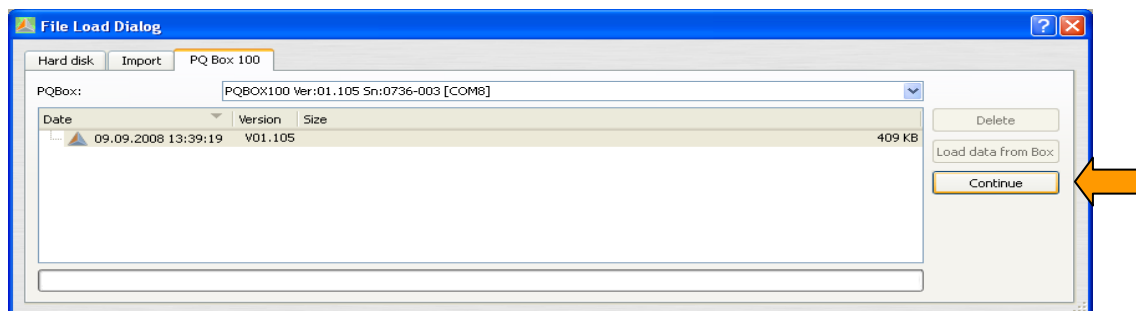 File Load Dialog
Hard disk Import PQ Box 100
PQBox: PQBOX100 Ver:01.105 Sn:0736-003 [COM8]
Date Version Size Delete
09.09.2008 13:39:19 V01.105 409 KB
Load data from Box
Continue